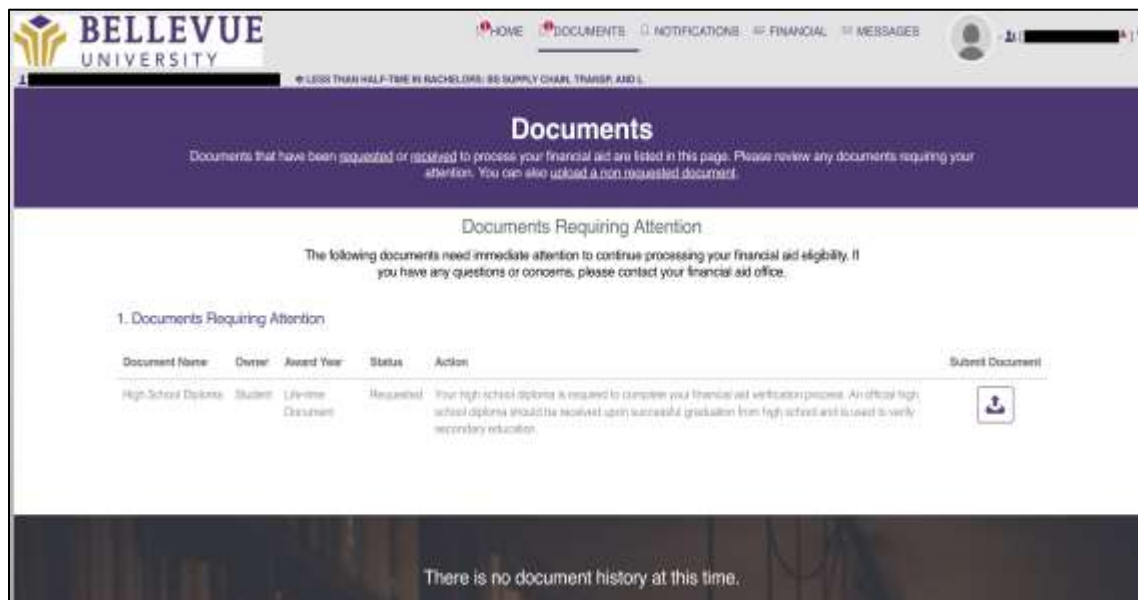 BELLEVUE
UNIVERSITY
HOME DOCUMENTS NOTIFICATIONS FINANCIAL MESSAGES
LESS THAN HALF-TIME IN BACHELORS: BS SUPPLY CHAIN, TRANSP, AND L
Documents
Documents that have been requested or received to process your financial aid are listed in this page. Please review any documents requiring your
attention. You can also upload a non requested document.
Documents Requiring Attention
The following documents need immediate attention to continue processing your financial aid eligibility. If
you have any questions or concerns, please contact your financial aid office.
1. Documents Requiring Attention
Document Name Owner Award Year Status Action Submit Document
High School Diploma Student Life-time Requested Your high school diploma is required to complete your financial aid verification process. An official high
Document school diploma should be received upon successful graduation from high school and is used to verify
secondary education.
There is no document history at this time.